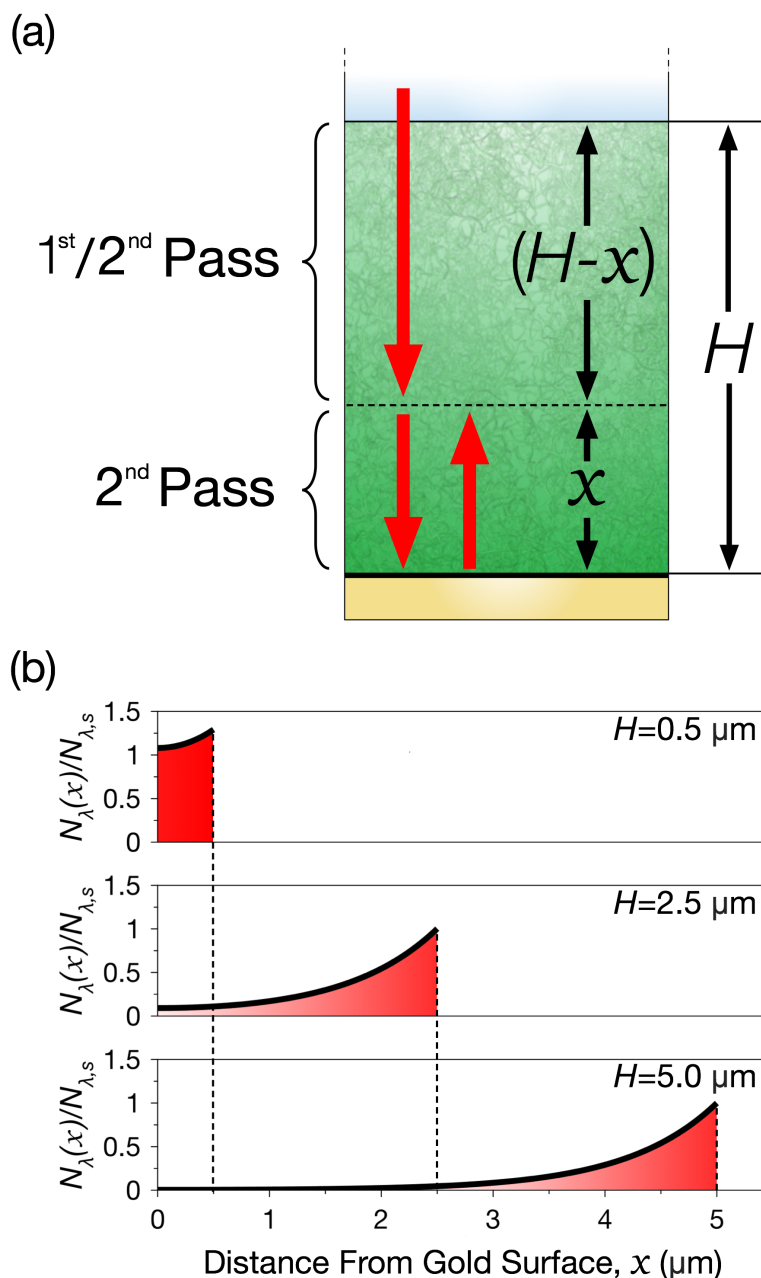 (a)
1st/2nd Pass
(H-x)
H
2nd Pass
x
(b)
Nλ(x)/Nλ,s
1.5
1
0.5
0
H=0.5 µm
Nλ(x)/Nλ,s
1.5
1
0.5
0
H=2.5 µm
Nλ(x)/Nλ,s
1.5
1
0.5
0
H=5.0 µm
0 1 2 3 4 5
Distance From Gold Surface, x (µm)